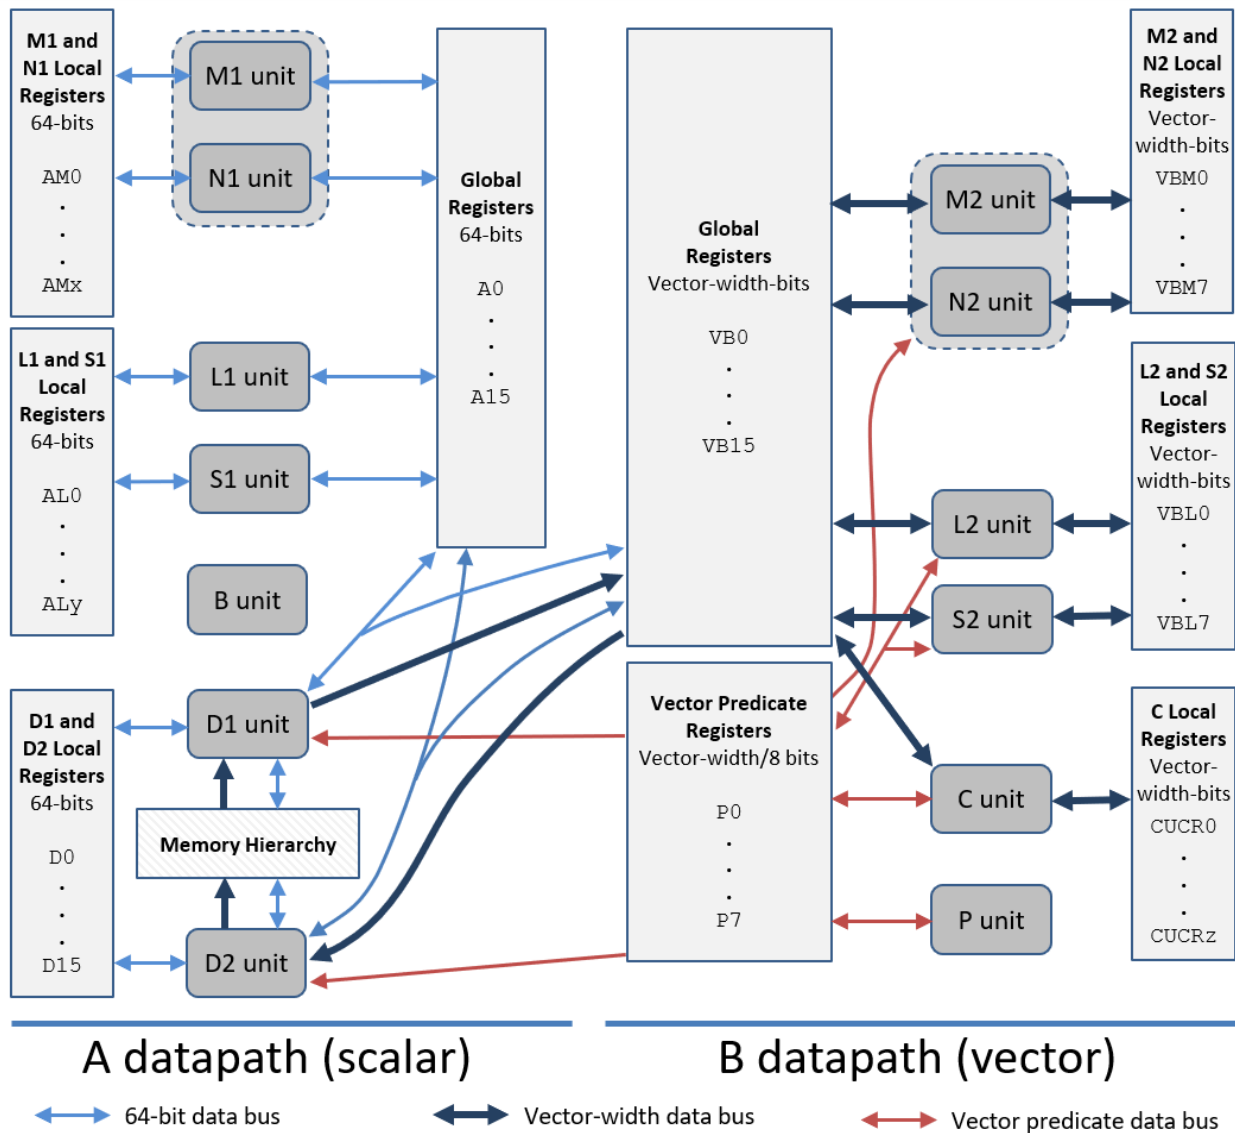 M1 and
N1 Local
Registers
64-bits
AM0
.
.
.
AMx
M1 unit
N1 unit
Global
Registers
64-bits
A0
.
.
.
A15
L1 and S1
Local
Registers
64-bits
AL0
.
.
.
ALy
L1 unit
S1 unit
B unit
D1 and
D2 Local
Registers
64-bits
D0
.
.
.
D15
D1 unit
Memory Hierarchy
D2 unit
Global
Registers
Vector-width-bits
VB0
.
.
.
VB15
Vector Predicate
Registers
Vector-width/8 bits
P0
.
.
.
P7
M2 unit
N2 unit
L2 unit
S2 unit
C unit
P unit
M2 and
N2 Local
Registers
Vector-
width-bits
VBM0
.
.
.
VBM7
L2 and S2
Local
Registers
Vector-
width-bits
VBL0
.
.
.
VBL7
C Local
Registers
Vector-
width-bits
CUCR0
.
.
.
CUCRz
A datapath (scalar)
B datapath (vector)
64-bit data bus
Vector-width data bus
Vector predicate data bus